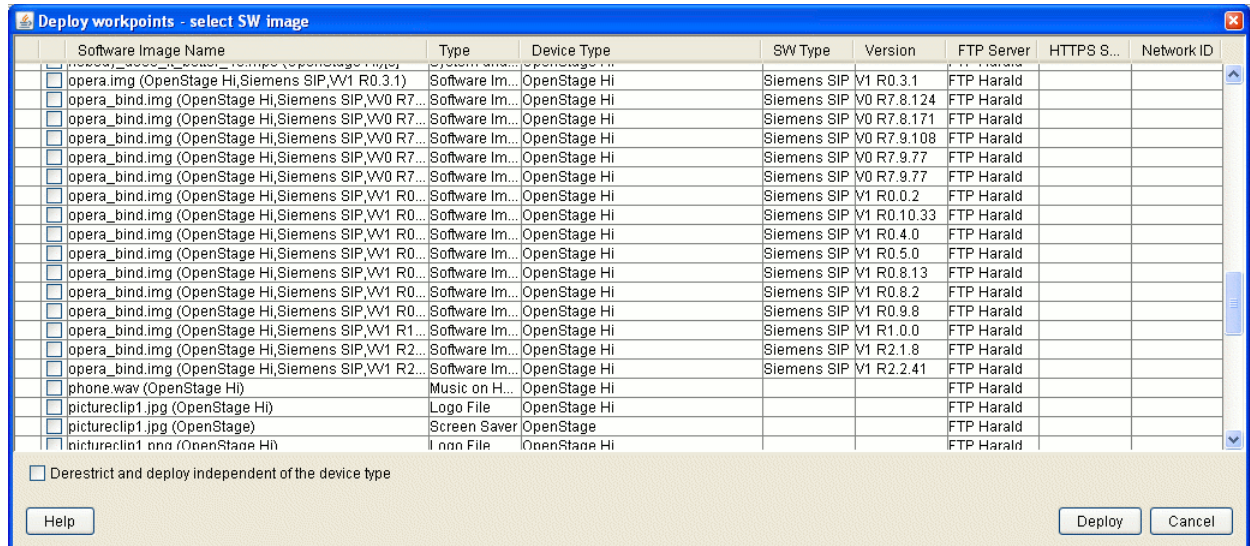 Deploy workpoints - select SW image
Software Image Name Type Device Type SW Type Version FTP Server HTTPS S... Network ID
opera.img (OpenStage Hi,Siemens SIP,VV1 R0.3.1) Software Im... OpenStage Hi Siemens SIP V1 R0.3.1 FTP Harald
opera_bind.img (OpenStage Hi,Siemens SIP,VV0 R7... Software Im... OpenStage Hi Siemens SIP V0 R7.8.124 FTP Harald
opera_bind.img (OpenStage Hi,Siemens SIP,VV0 R7... Software Im... OpenStage Hi Siemens SIP V0 R7.8.171 FTP Harald
opera_bind.img (OpenStage Hi,Siemens SIP,VV0 R7... Software Im... OpenStage Hi Siemens SIP V0 R7.9.108 FTP Harald
opera_bind.img (OpenStage Hi,Siemens SIP,VV0 R7... Software Im... OpenStage Hi Siemens SIP V0 R7.9.77 FTP Harald
opera_bind.img (OpenStage Hi,Siemens SIP,VV0 R7... Software Im... OpenStage Hi Siemens SIP V0 R7.9.77 FTP Harald
opera_bind.img (OpenStage Hi,Siemens SIP,VV1 R0... Software Im... OpenStage Hi Siemens SIP V1 R0.0.2 FTP Harald
opera_bind.img (OpenStage Hi,Siemens SIP,VV1 R0... Software Im... OpenStage Hi Siemens SIP V1 R0.10.33 FTP Harald
opera_bind.img (OpenStage Hi,Siemens SIP,VV1 R0... Software Im... OpenStage Hi Siemens SIP V1 R0.4.0 FTP Harald
opera_bind.img (OpenStage Hi,Siemens SIP,VV1 R0... Software Im... OpenStage Hi Siemens SIP V1 R0.5.0 FTP Harald
opera_bind.img (OpenStage Hi,Siemens SIP,VV1 R0... Software Im... OpenStage Hi Siemens SIP V1 R0.8.13 FTP Harald
opera_bind.img (OpenStage Hi,Siemens SIP,VV1 R0... Software Im... OpenStage Hi Siemens SIP V1 R0.8.2 FTP Harald
opera_bind.img (OpenStage Hi,Siemens SIP,VV1 R0... Software Im... OpenStage Hi Siemens SIP V1 R0.9.8 FTP Harald
opera_bind.img (OpenStage Hi,Siemens SIP,VV1 R1... Software Im... OpenStage Hi Siemens SIP V1 R1.0.0 FTP Harald
opera_bind.img (OpenStage Hi,Siemens SIP,VV1 R2... Software Im... OpenStage Hi Siemens SIP V1 R2.1.8 FTP Harald
opera_bind.img (OpenStage Hi,Siemens SIP,VV1 R2... Software Im... OpenStage Hi Siemens SIP V1 R2.2.41 FTP Harald
phone.wav (OpenStage Hi) Music on H... OpenStage Hi FTP Harald
pictureclip1.jpg (OpenStage Hi) Logo File OpenStage Hi FTP Harald
pictureclip1.jpg (OpenStage) Screen Saver OpenStage FTP Harald
pictureclip1.png (OpenStage Hi) Logo File OpenStage Hi FTP Harald
Derestrict and deploy independent of the device type
Help Deploy Cancel